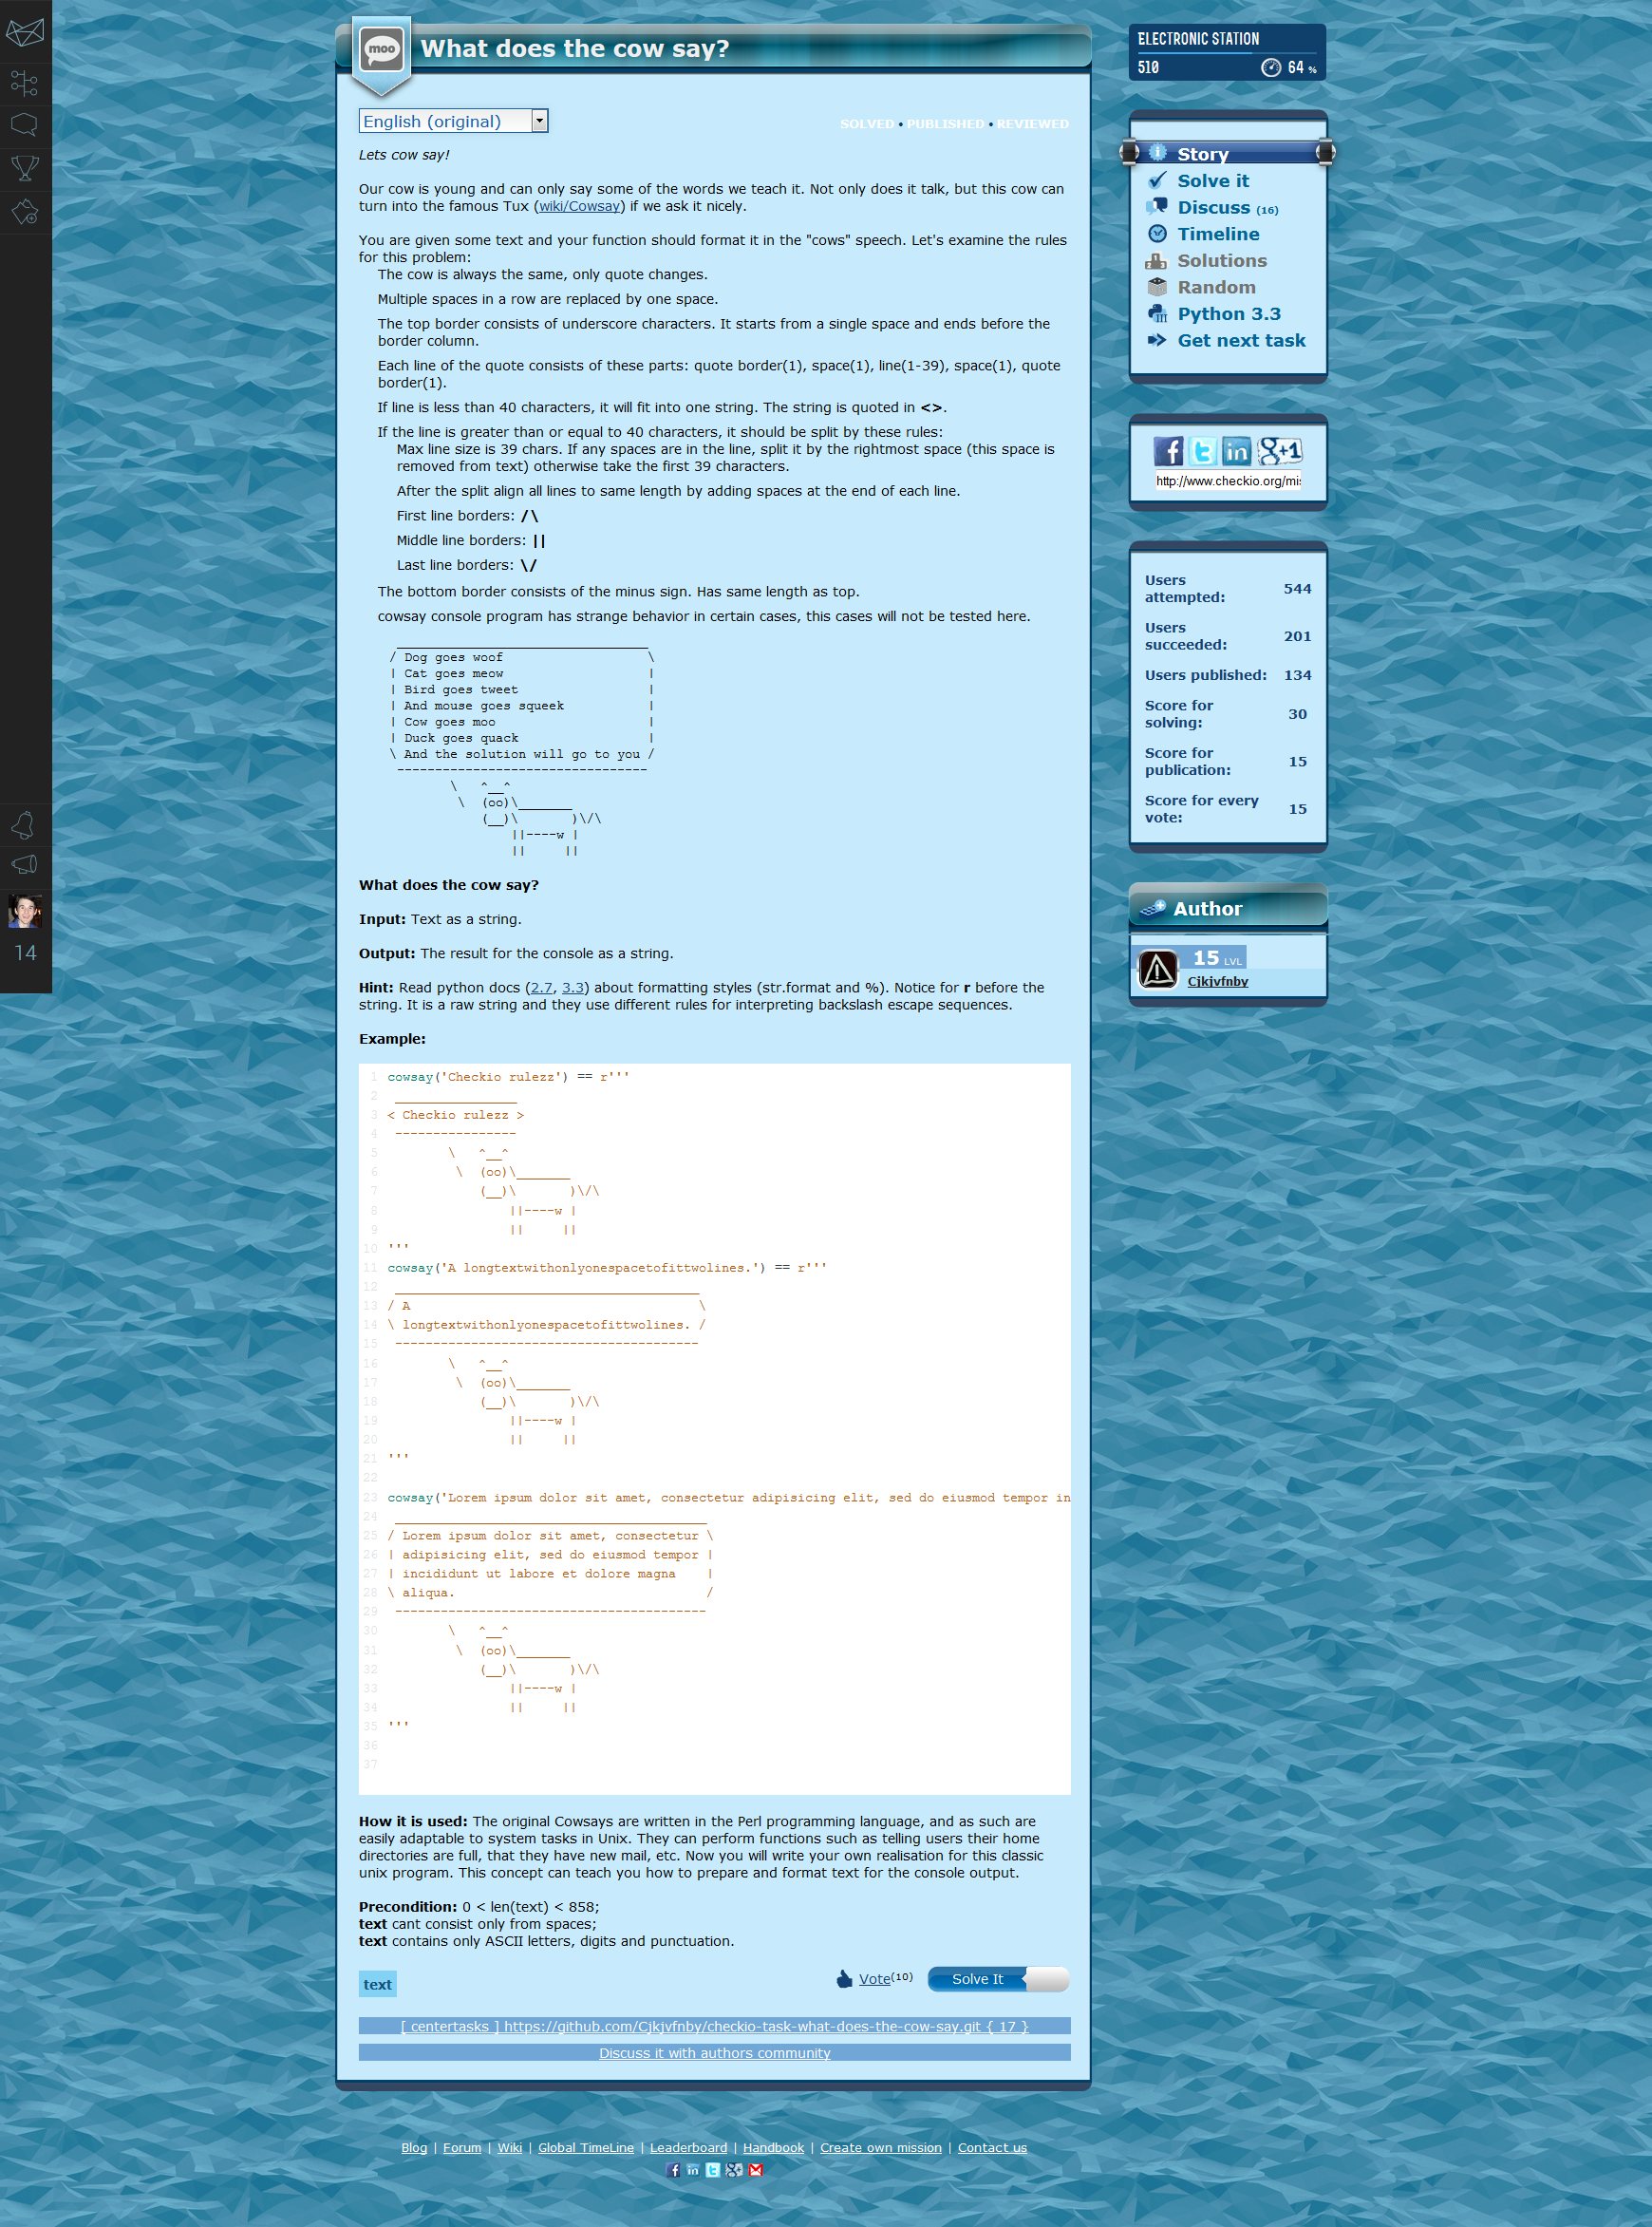 moo
What does the cow say?
English (original)
SOLVED • PUBLISHED • REVIEWED
Lets cow say!
Our cow is young and can only say some of the words we teach it. Not only does it talk, but this cow can
turn into the famous Tux (wiki/Cowsay) if we ask it nicely.
You are given some text and your function should format it in the "cows" speech. Let's examine the rules
for this problem:
The cow is always the same, only quote changes.
Multiple spaces in a row are replaced by one space.
The top border consists of underscore characters. It starts from a single space and ends before the
border column.
Each line of the quote consists of these parts: quote border(1), space(1), line(1-39), space(1), quote
border(1).
If line is less than 40 characters, it will fit into one string. The string is quoted in <>.
If the line is greater than or equal to 40 characters, it should be split by these rules:
Max line size is 39 chars. If any spaces are in the line, split it by the rightmost space (this space is
removed from text) otherwise take the first 39 characters.
After the split align all lines to same length by adding spaces at the end of each line.
First line borders: /\
Middle line borders: ||
Last line borders: \/
The bottom border consists of the minus sign. Has same length as top.
cowsay console program has strange behavior in certain cases, this cases will not be tested here.
 _________________________________
/ Dog goes woof                   \
| Cat goes meow                   |
| Bird goes tweet                 |
| And mouse goes squeek           |
| Cow goes moo                    |
| Duck goes quack                 |
\ And the solution will go to you /
 ---------------------------------
        \   ^__^
         \  (oo)\_______
            (__)\       )\/\
                ||----w |
                ||     ||
What does the cow say?
Input: Text as a string.
Output: The result for the console as a string.
Hint: Read python docs (2.7, 3.3) about formatting styles (str.format and %). Notice for r before the
string. It is a raw string and they use different rules for interpreting backslash escape sequences.
Example:
1 cowsay('Checkio rulezz') == r'''
2  ________________
3 < Checkio rulezz >
4  ----------------
5         \   ^__^
6          \  (oo)\_______
7             (__)\       )\/\
8                 ||----w |
9                 ||     ||
10 '''
11 cowsay('A longtextwithonlyonespacetofittwolines.') == r'''
12  ________________________________________
13 / A                                      \
14 \ longtextwithonlyonespacetofittwolines. /
15  ----------------------------------------
16         \   ^__^
17          \  (oo)\_______
18             (__)\       )\/\
19                 ||----w |
20                 ||     ||
21 '''
22
23 cowsay('Lorem ipsum dolor sit amet, consectetur adipisicing elit, sed do eiusmod tempor in
24  _________________________________________
25 / Lorem ipsum dolor sit amet, consectetur \
26 | adipisicing elit, sed do eiusmod tempor |
27 | incididunt ut labore et dolore magna    |
28 \ aliqua.                                 /
29  -----------------------------------------
30         \   ^__^
31          \  (oo)\_______
32             (__)\       )\/\
33                 ||----w |
34                 ||     ||
35 '''
36
37
How it is used: The original Cowsays are written in the Perl programming language, and as such are
easily adaptable to system tasks in Unix. They can perform functions such as telling users their home
directories are full, that they have new mail, etc. Now you will write your own realisation for this classic
unix program. This concept can teach you how to prepare and format text for the console output.
Precondition: 0 < len(text) < 858;
text cant consist only from spaces;
text contains only ASCII letters, digits and punctuation.
text
Vote(10)
Solve It
[ centertasks ] https://github.com/Cjkjvfnby/checkio-task-what-does-the-cow-say.git { 17 }
Discuss it with authors community
ELECTRONIC STATION
510 64 %
Story
Solve it
Discuss (16)
Timeline
Solutions
Random
Python 3.3
Get next task
http://www.checkio.org/mi
Users attempted: 544
Users succeeded: 201
Users published: 134
Score for solving: 30
Score for publication: 15
Score for every vote: 15
Author
15 LVL
Cjkjvfnby
14
Blog | Forum | Wiki | Global TimeLine | Leaderboard | Handbook | Create own mission | Contact us